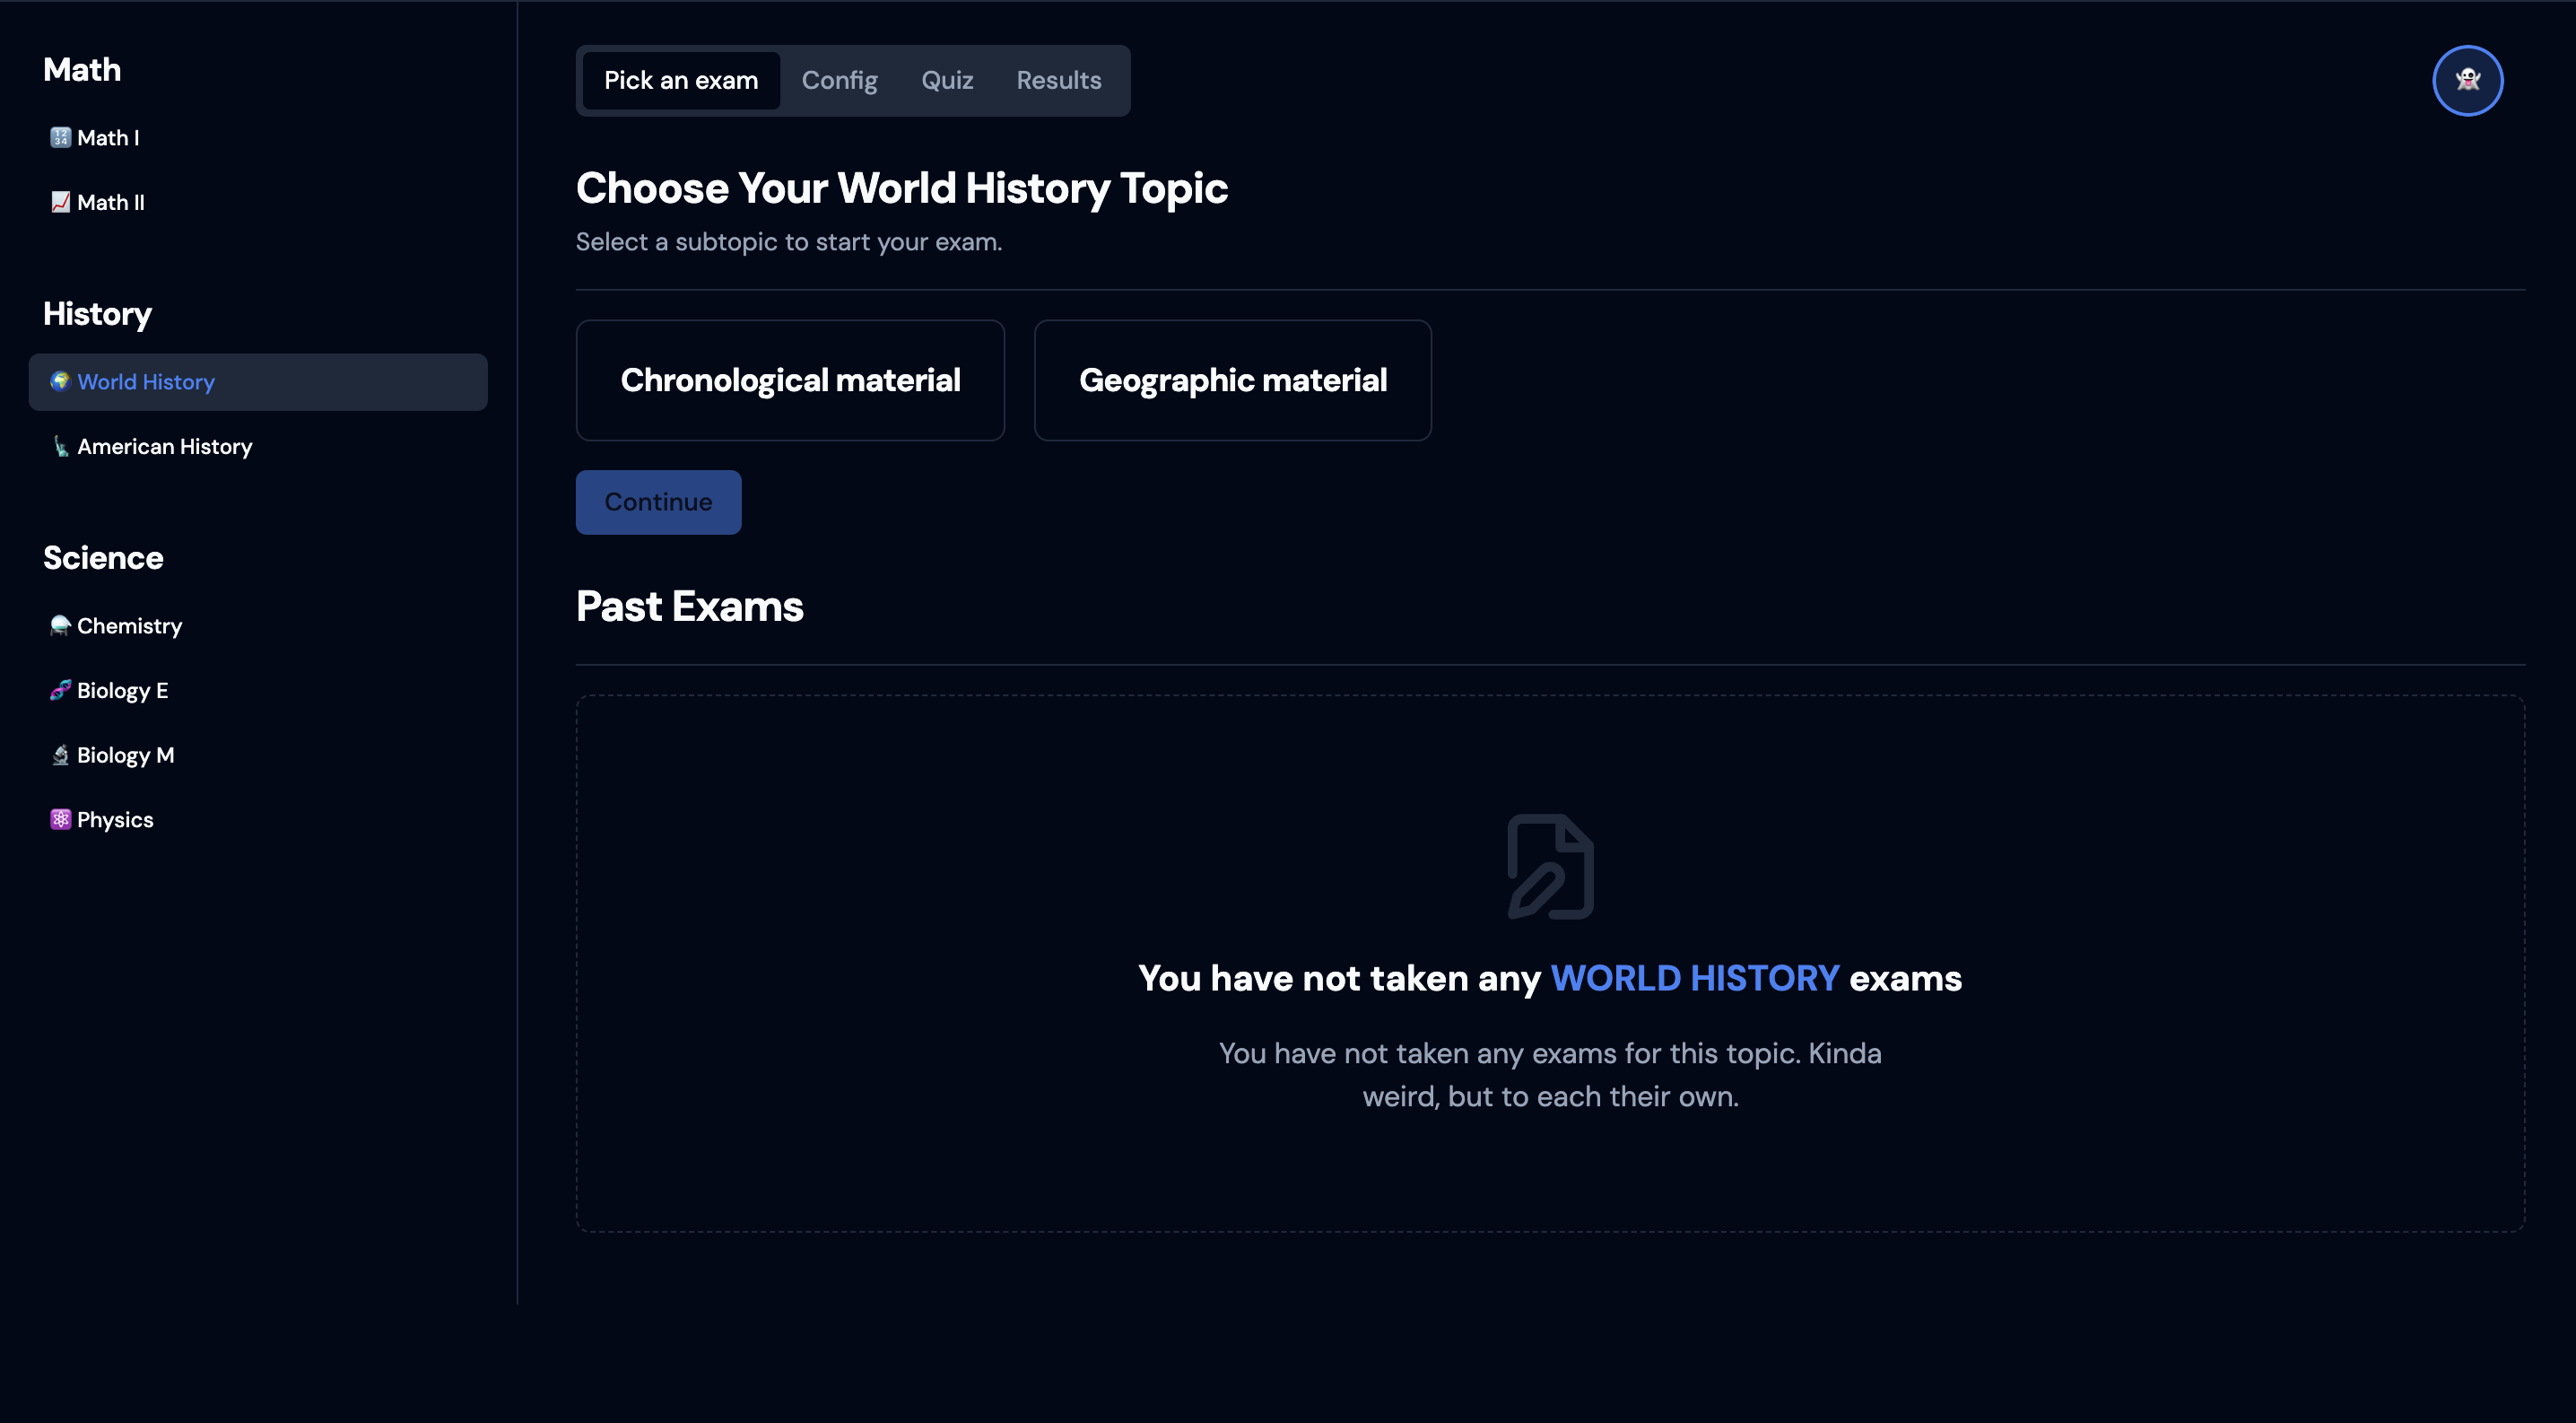 Math
🔢 Math I
📈 Math II
History
🌍 World History
🗽 American History
Science
⚗️ Chemistry
🧬 Biology E
🔬 Biology M
⚛️ Physics
Pick an exam Config Quiz Results
Choose Your World History Topic
Select a subtopic to start your exam.
Chronological material Geographic material
Continue
Past Exams
You have not taken any WORLD HISTORY exams
You have not taken any exams for this topic. Kinda
weird, but to each their own.